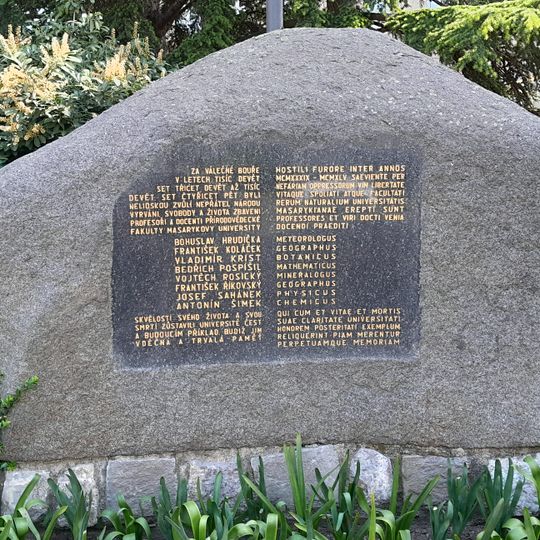 ZA VÁLEČNÉ BOUŘE
V LETECH TISÍC DEVĚT
SET TŘICET DEVĚT AŽ TISÍC
DEVĚT SET ČTYŘICET PĚT BYLI
NELIDSKOU ZVŮLÍ NEPŘÁTEL NÁRODU
VYRVÁNI SVOBODY A ŽIVOTA ZBAVENI
PROFESOŘI A DOCENTI PŘÍRODOVĚDECKÉ
FAKULTY MASARYKOVY UNIVERSITY
BOHUSLAV HRUDIČKA
FRANTIŠEK KOLÁČEK
VLADIMÍR KRIST
BEDŘICH POSPÍŠIL
VOJTĚCH ROSICKÝ
FRANTIŠEK ŘÍKOVSKÝ
JOSEF SAHÁNEK
ANTONÍN ŠIMEK
SKVĚLOSTÍ SVÉHO ŽIVOTA A SVOU
SMRTÍ ZŮSTAVILI UNIVERSITĚ ČEST
A BUDOUCÍM PŘÍKLAD. BUDIŽ JIM
VDĚČNÁ A TRVALÁ PAMĚŤ
HOSTILI FURORE INTER ANNOS
MCMXXXIX - MCMXLV SAEVIENTE PER
NEFARIAM OPPRESSORUM VIM LIBERTATE
VITAQUE SPOLIATI ATQUE FACULTATI
RERUM NATURALIUM UNIVERSITATIS
MASARYKIANAE EREPTI SUNT
PROFESSORES ET VIRI DOCTI VENIA
DOCENDI PRAEDITI
METEOROLOGUS
GEOGRAPHUS
BOTANICUS
MATHEMATICUS
MINERALOGUS
GEOGRAPHUS
PHYSICUS
CHEMICUS
QUI CUM ET VITAE ET MORTIS
SUAE CLARITATE UNIVERSITATI
HONOREM POSTERITATI EXEMPLUM
RELIQUERINT PIAM MERENTUR
PERPETUAMQUE MEMORIAM